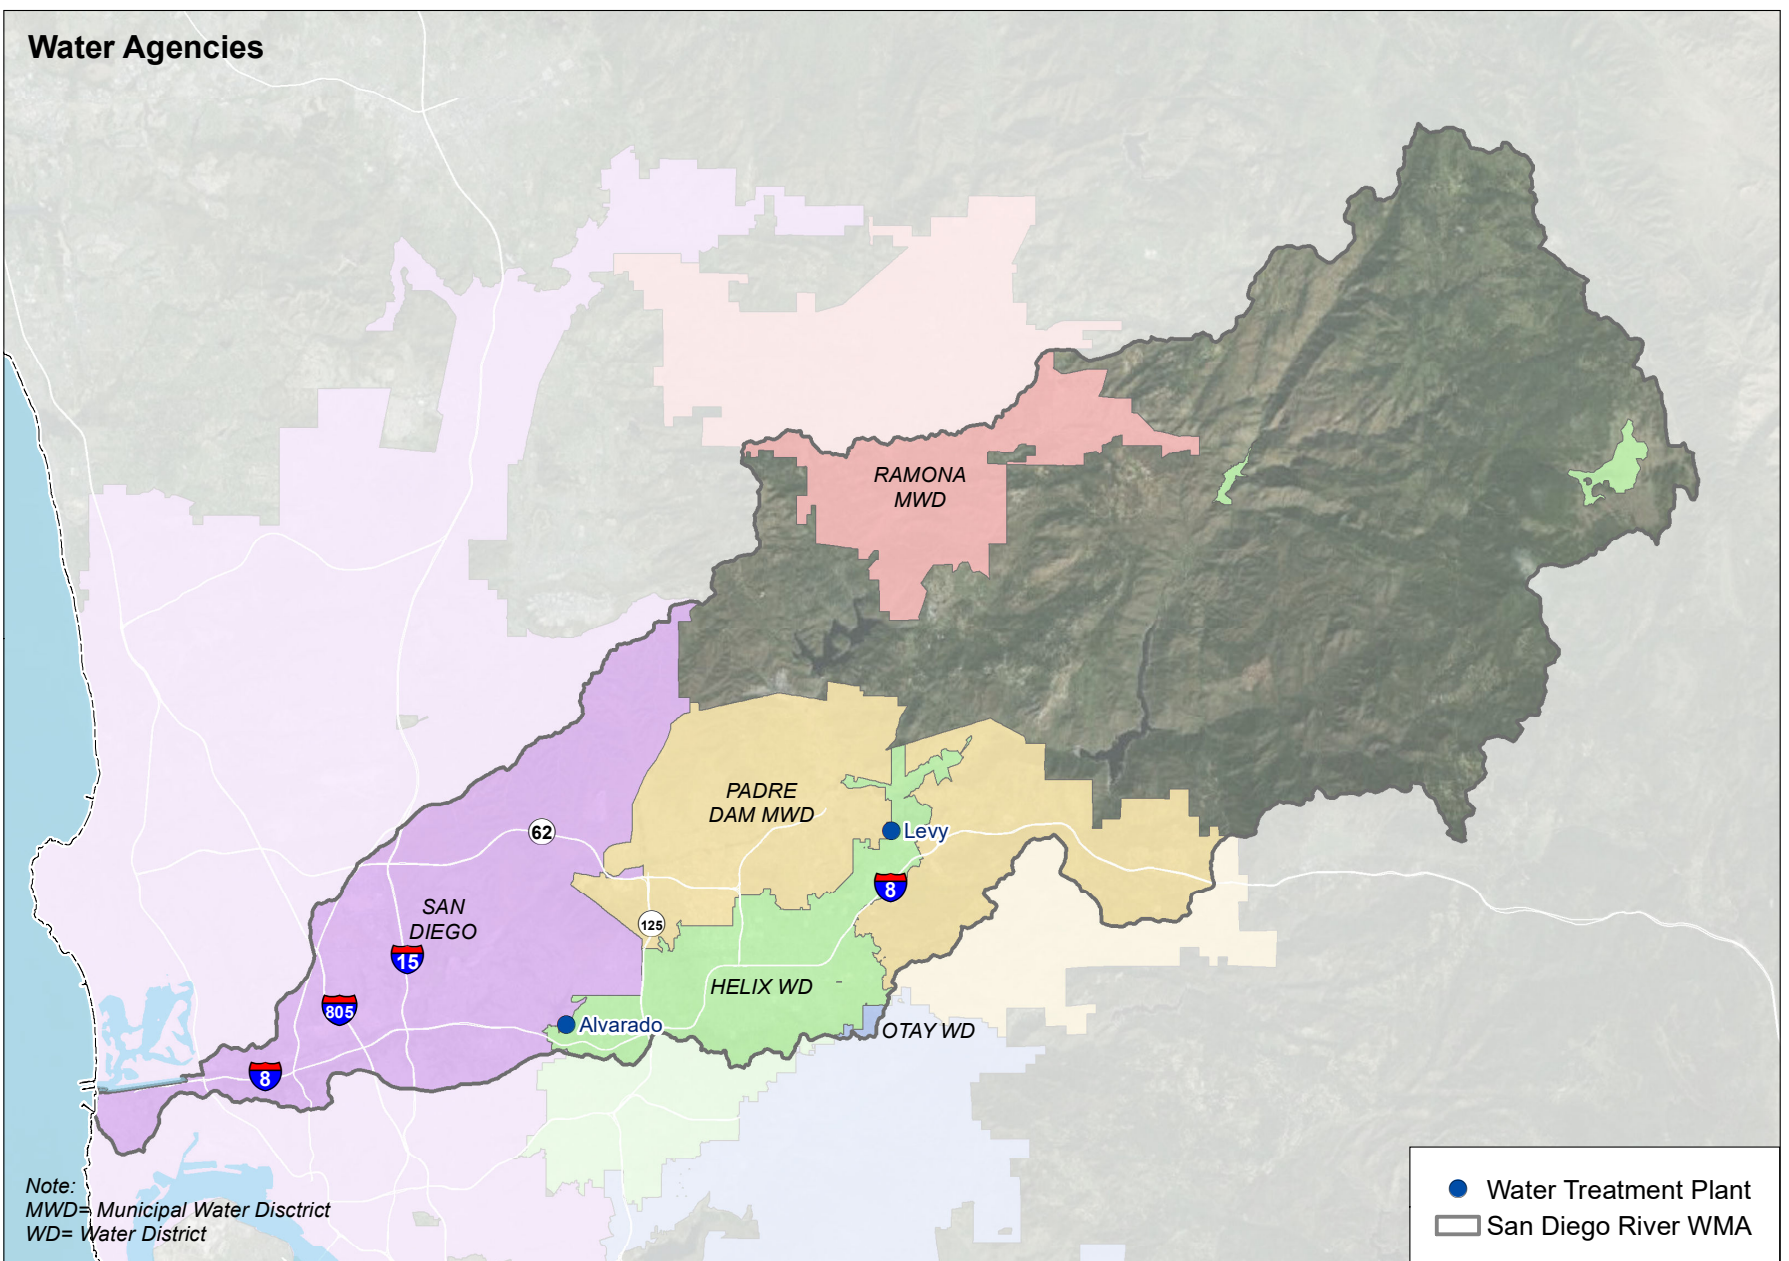 Water Agencies
RAMONA
MWD
PADRE
DAM MWD
62
Levy
8
SAN
DIEGO
125
15
HELIX WD
805
Alvarado
OTAY WD
8
Note:
MWD= Municipal Water Disctrict
WD= Water District
Water Treatment Plant
San Diego River WMA